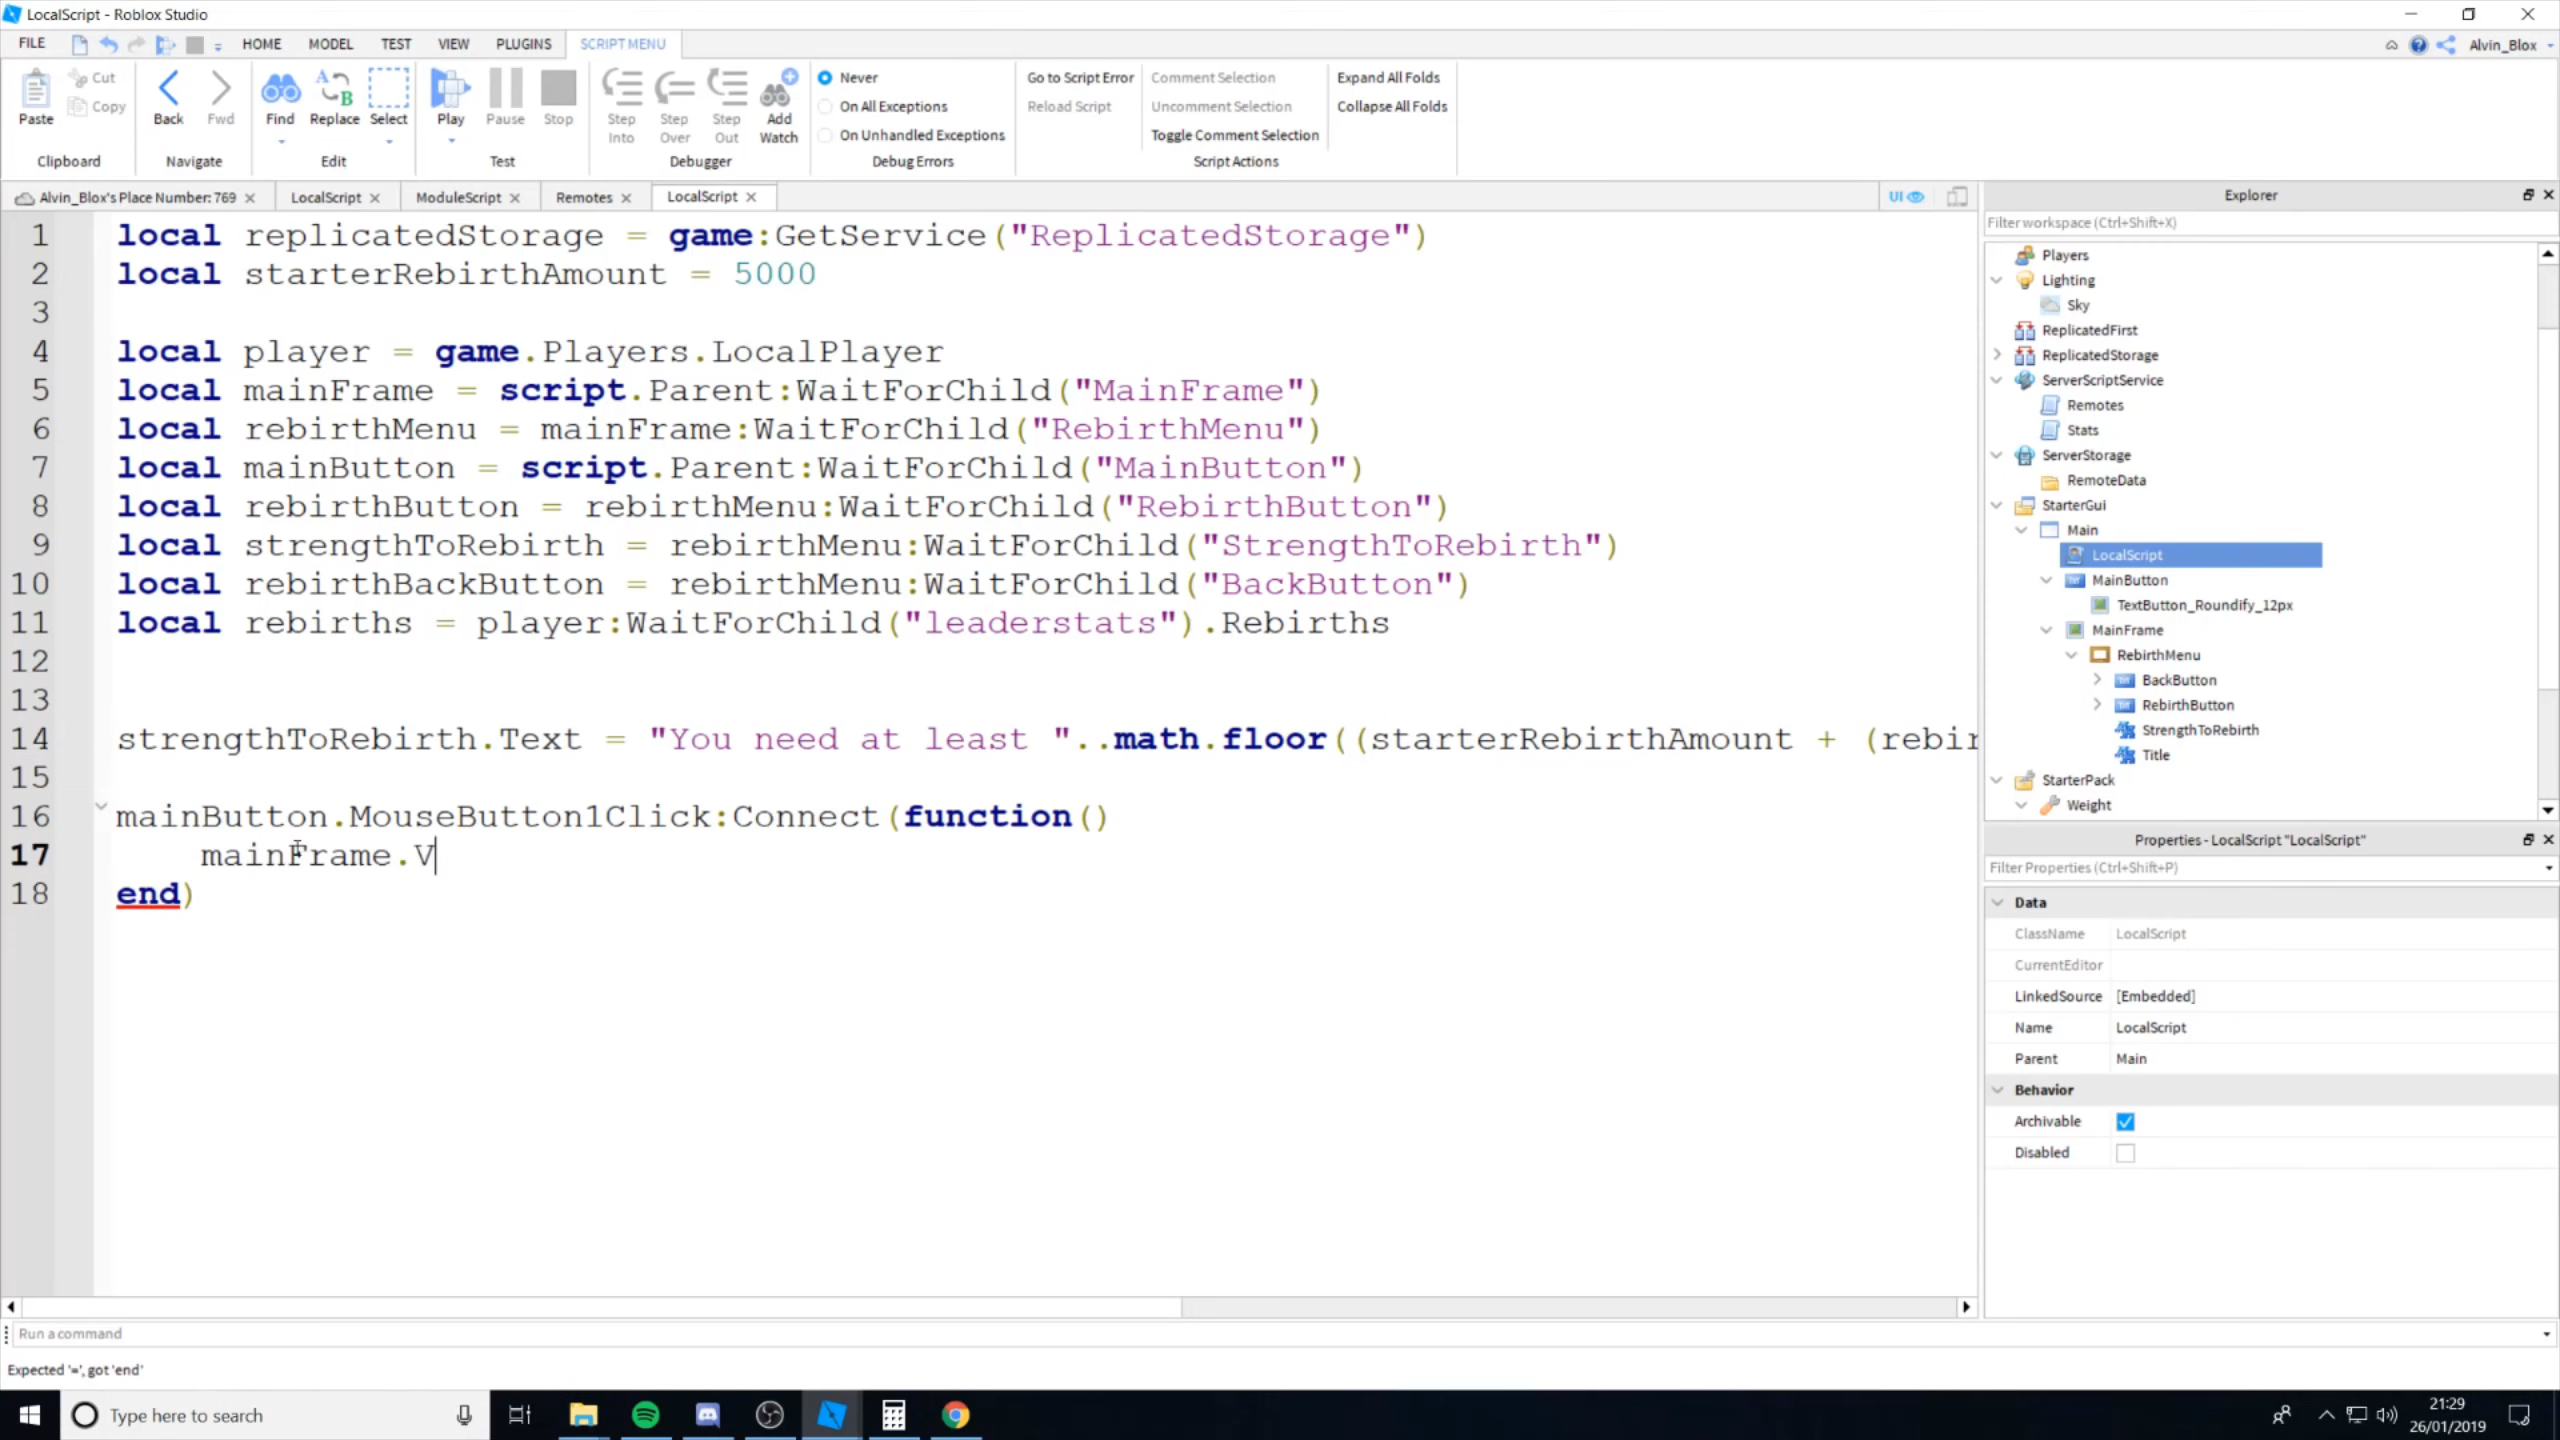 LocalScript - Roblox Studio
FILE HOME MODEL TEST VIEW PLUGINS SCRIPT MENU Alvin_Blox
Paste Cut Copy Back Fwd Find Replace Select Play Pause Stop Step Into Step Over Step Out Add Watch
Never
On All Exceptions
On Unhandled Exceptions
Go to Script Error
Reload Script
Comment Selection
Uncomment Selection
Toggle Comment Selection
Expand All Folds
Collapse All Folds
Clipboard Navigate Edit Test Debugger Debug Errors Script Actions
Alvin_Blox's Place Number: 769 LocalScript ModuleScript Remotes LocalScript UI
1 local replicatedStorage = game:GetService("ReplicatedStorage")
2 local starterRebirthAmount = 5000
3
4 local player = game.Players.LocalPlayer
5 local mainFrame = script.Parent:WaitForChild("MainFrame")
6 local rebirthMenu = mainFrame:WaitForChild("RebirthMenu")
7 local mainButton = script.Parent:WaitForChild("MainButton")
8 local rebirthButton = rebirthMenu:WaitForChild("RebirthButton")
9 local strengthToRebirth = rebirthMenu:WaitForChild("StrengthToRebirth")
10 local rebirthBackButton = rebirthMenu:WaitForChild("BackButton")
11 local rebirths = player:WaitForChild("leaderstats").Rebirths
12
13
14 strengthToRebirth.Text = "You need at least "..math.floor((starterRebirthAmount + (rebir
15
16 mainButton.MouseButton1Click:Connect(function()
17 mainFrame.V
18 end)
Explorer
Filter workspace (Ctrl+Shift+X)
Players
Lighting
Sky
ReplicatedFirst
ReplicatedStorage
ServerScriptService
Remotes
Stats
ServerStorage
RemoteData
StarterGui
Main
LocalScript
MainButton
TextButton_Roundify_12px
MainFrame
RebirthMenu
BackButton
RebirthButton
StrengthToRebirth
Title
StarterPack
Weight
Properties - LocalScript "LocalScript"
Filter Properties (Ctrl+Shift+P)
Data
ClassName LocalScript
CurrentEditor
LinkedSource [Embedded]
Name LocalScript
Parent Main
Behavior
Archivable
Disabled
Run a command
Expected '=', got 'end'
Type here to search
21:29
26/01/2019